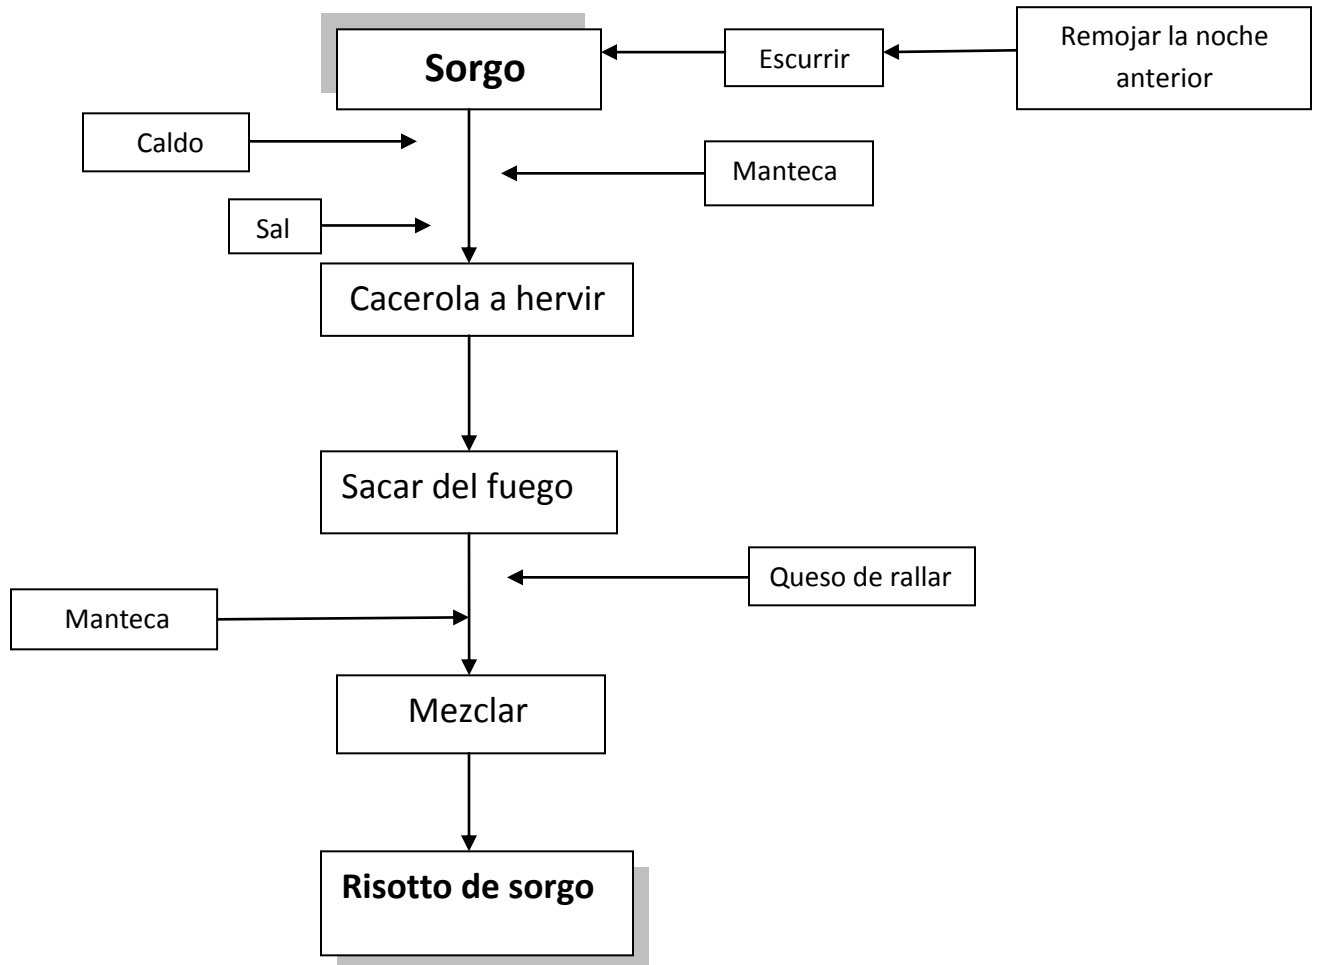 Sorgo
Escurrir
Remojar la noche
anterior
Caldo
Manteca
Sal
Cacerola a hervir
Sacar del fuego
Queso de rallar
Manteca
Mezclar
Risotto de sorgo